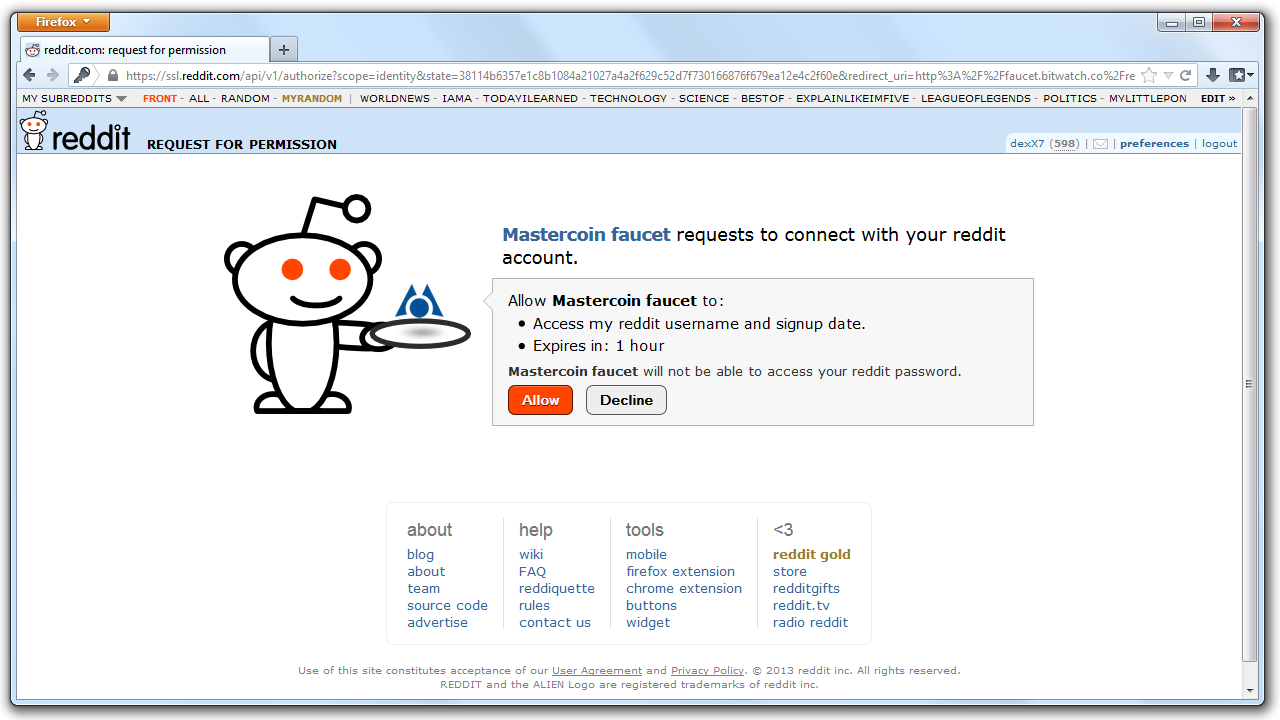 Firefox
reddit.com: request for permission
https://ssl.reddit.com/api/v1/authorize?scope=identity&state=38114b6357e1c8b1084a21027a4a2f629c52d7f730166876f679ea12e4c2f60e&redirect_uri=http%3A%2F%2Ffaucet.bitwatch.co%2Fre
MY SUBREDDITS FRONT - ALL - RANDOM - MYRANDOM | WORLDNEWS - IAMA - TODAYILEARNED - TECHNOLOGY - SCIENCE - BESTOF - EXPLAINLIKEIMFIVE - LEAGUEOFLEGENDS - POLITICS - MYLITTLEPON EDIT »
reddit REQUEST FOR PERMISSION
dexX7 (598) | | preferences | logout
Mastercoin faucet requests to connect with your reddit
account.
Allow Mastercoin faucet to:
• Access my reddit username and signup date.
• Expires in: 1 hour
Mastercoin faucet will not be able to access your reddit password.
Allow Decline
about help tools <3
blog wiki mobile reddit gold
about FAQ firefox extension store
team reddiquette chrome extension redditgifts
source code rules buttons reddit.tv
advertise contact us widget radio reddit
Use of this site constitutes acceptance of our User Agreement and Privacy Policy. © 2013 reddit inc. All rights reserved.
REDDIT and the ALIEN Logo are registered trademarks of reddit inc.